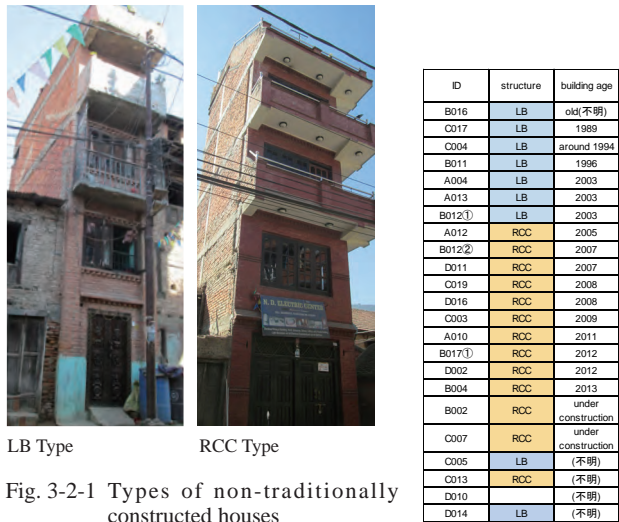 R. B. ELECTRIC CENTER
LB Type RCC Type
Fig. 3-2-1 Types of non-traditionally
constructed houses
ID structure building age
B016 LB old(不明)
C017 LB 1989
C004 LB around 1994
B011 LB 1996
A004 LB 2003
A013 LB 2003
B012① LB 2003
A012 RCC 2005
B012② RCC 2007
D011 RCC 2007
C019 RCC 2008
D016 RCC 2008
C003 RCC 2009
A010 RCC 2011
B017① RCC 2012
D002 RCC 2012
B004 RCC 2013
B002 RCC under
construction
C007 RCC under
construction
C005 LB (不明)
C013 RCC (不明)
D010 (不明)
D014 LB (不明)